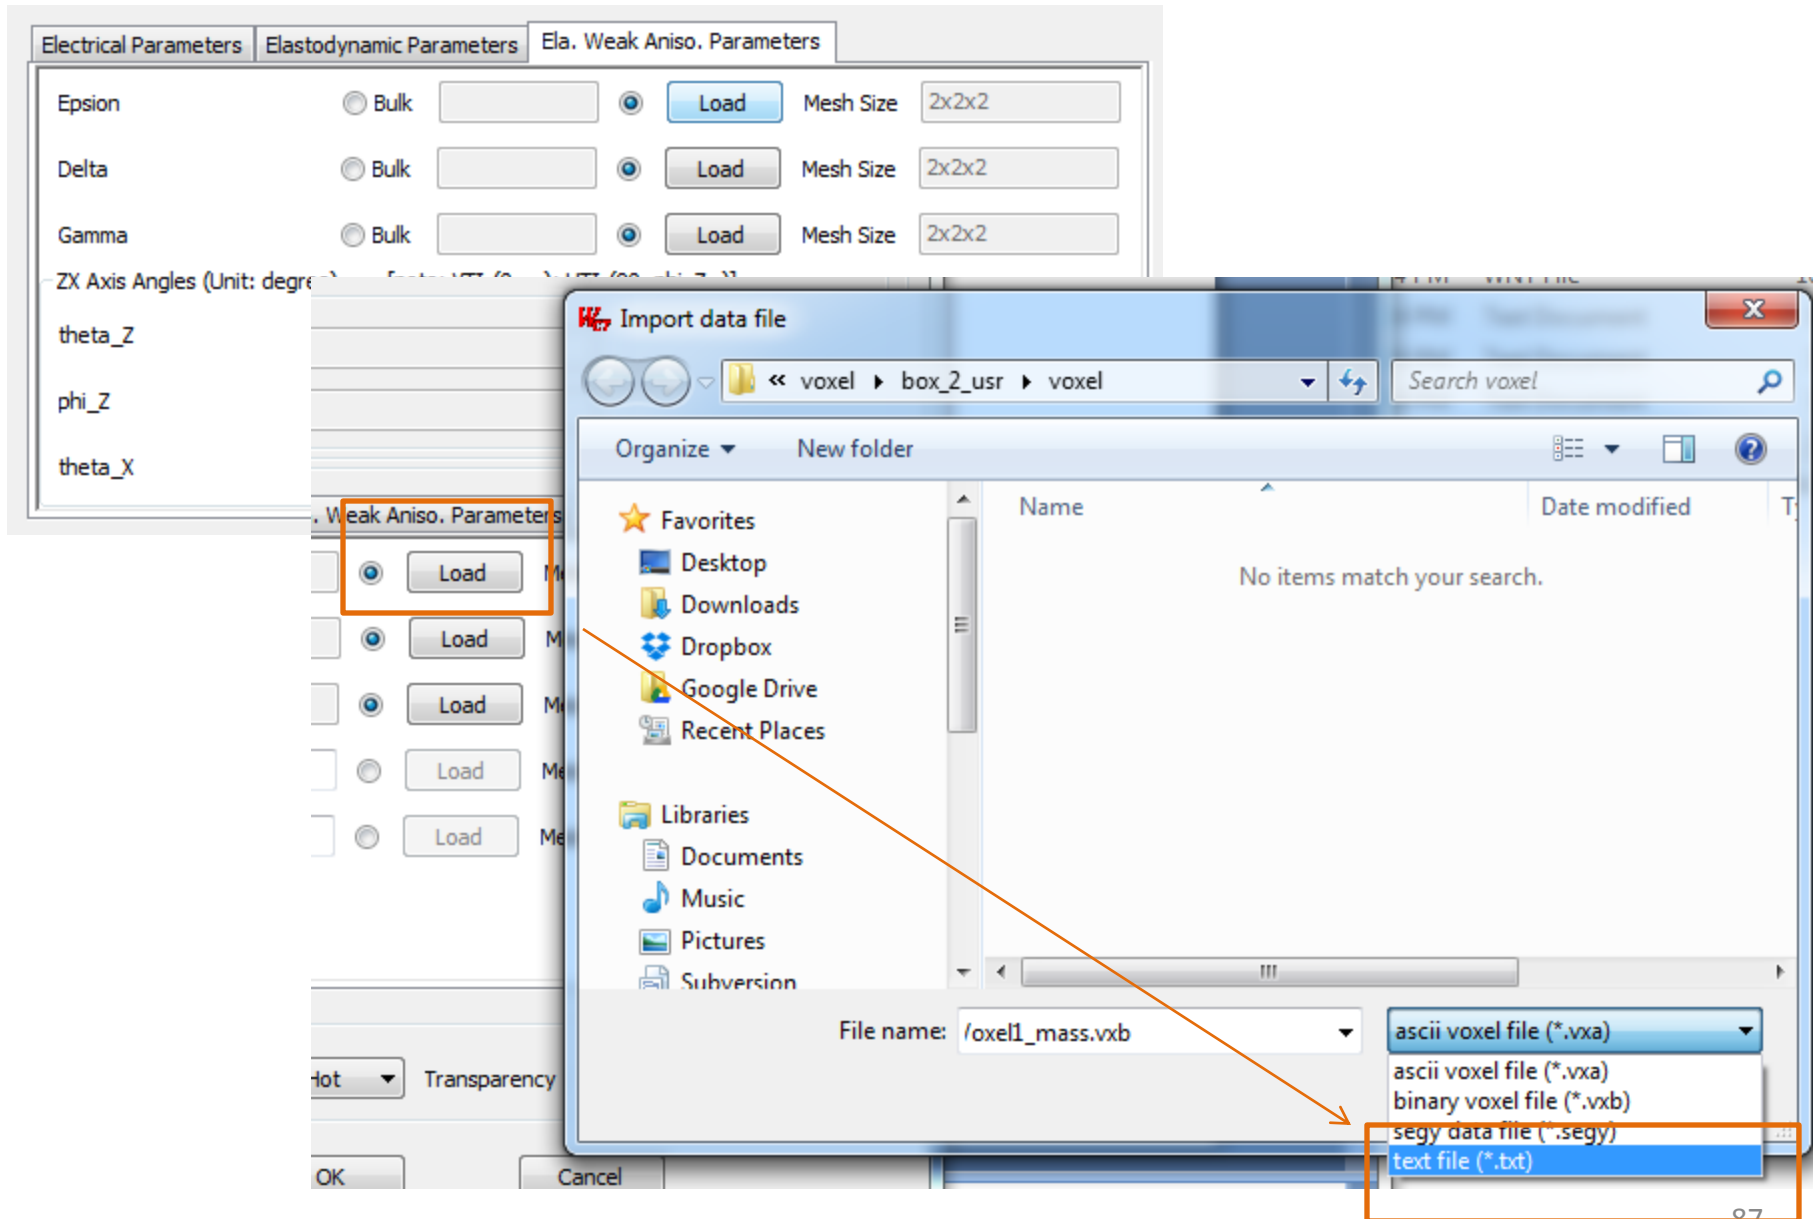 Electrical Parameters Elastodynamic Parameters Ela. Weak Aniso. Parameters
Epsion Bulk Load Mesh Size 2x2x2
Delta Bulk Load Mesh Size 2x2x2
Gamma Bulk Load Mesh Size 2x2x2
ZX Axis Angles (Unit: degre
theta_Z
phi_Z
theta_X
. Weak Aniso. Parameters
Load M
Load M
Load M
Load Me
Load Me
Hot Transparency
OK Cancel
Import data file
« voxel box_2_usr voxel
Search voxel
Organize New folder
Name Date modified T
No items match your search.
Favorites
Desktop
Downloads
Dropbox
Google Drive
Recent Places
Libraries
Documents
Music
Pictures
Subversion
File name: /oxel1_mass.vxb ascii voxel file (*.vxa)
ascii voxel file (*.vxa)
binary voxel file (*.vxb)
segy data file (*.segy)
text file (*.txt)
87